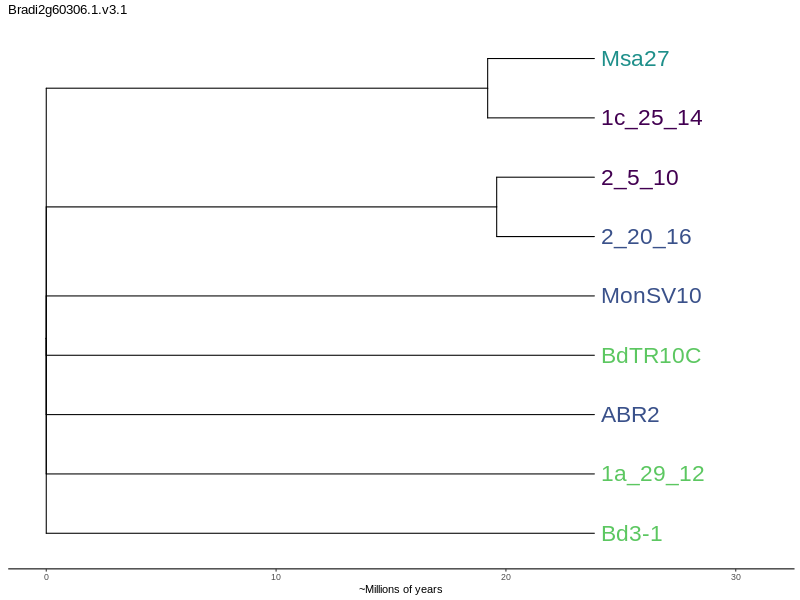 Bradi2g60306.1.v3.1
Msa27
1c_25_14
2_5_10
2_20_16
MonSV10
BdTR10C
ABR2
1a_29_12
Bd3-1
0 10 20 30
~Millions of years